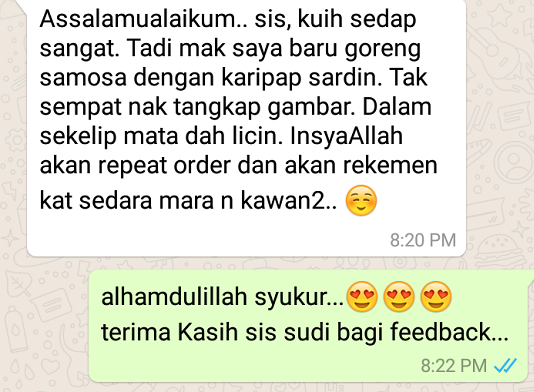 Assalamualaikum.. sis, kuih sedap
sangat. Tadi mak saya baru goreng
samosa dengan karipap sardin. Tak
sempat nak tangkap gambar. Dalam
sekelip mata dah licin. InsyaAllah
akan repeat order dan akan rekemen
kat sedara mara n kawan2.. ☺️
8:20 PM
alhamdulillah syukur...😍😍😍
terima Kasih sis sudi bagi feedback...
8:22 PM